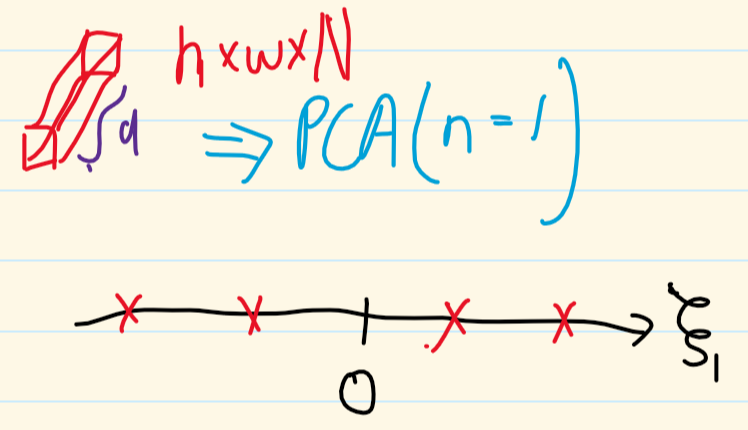 h×w×N
d
⇒ PCA(n=1)
0
ξ₁